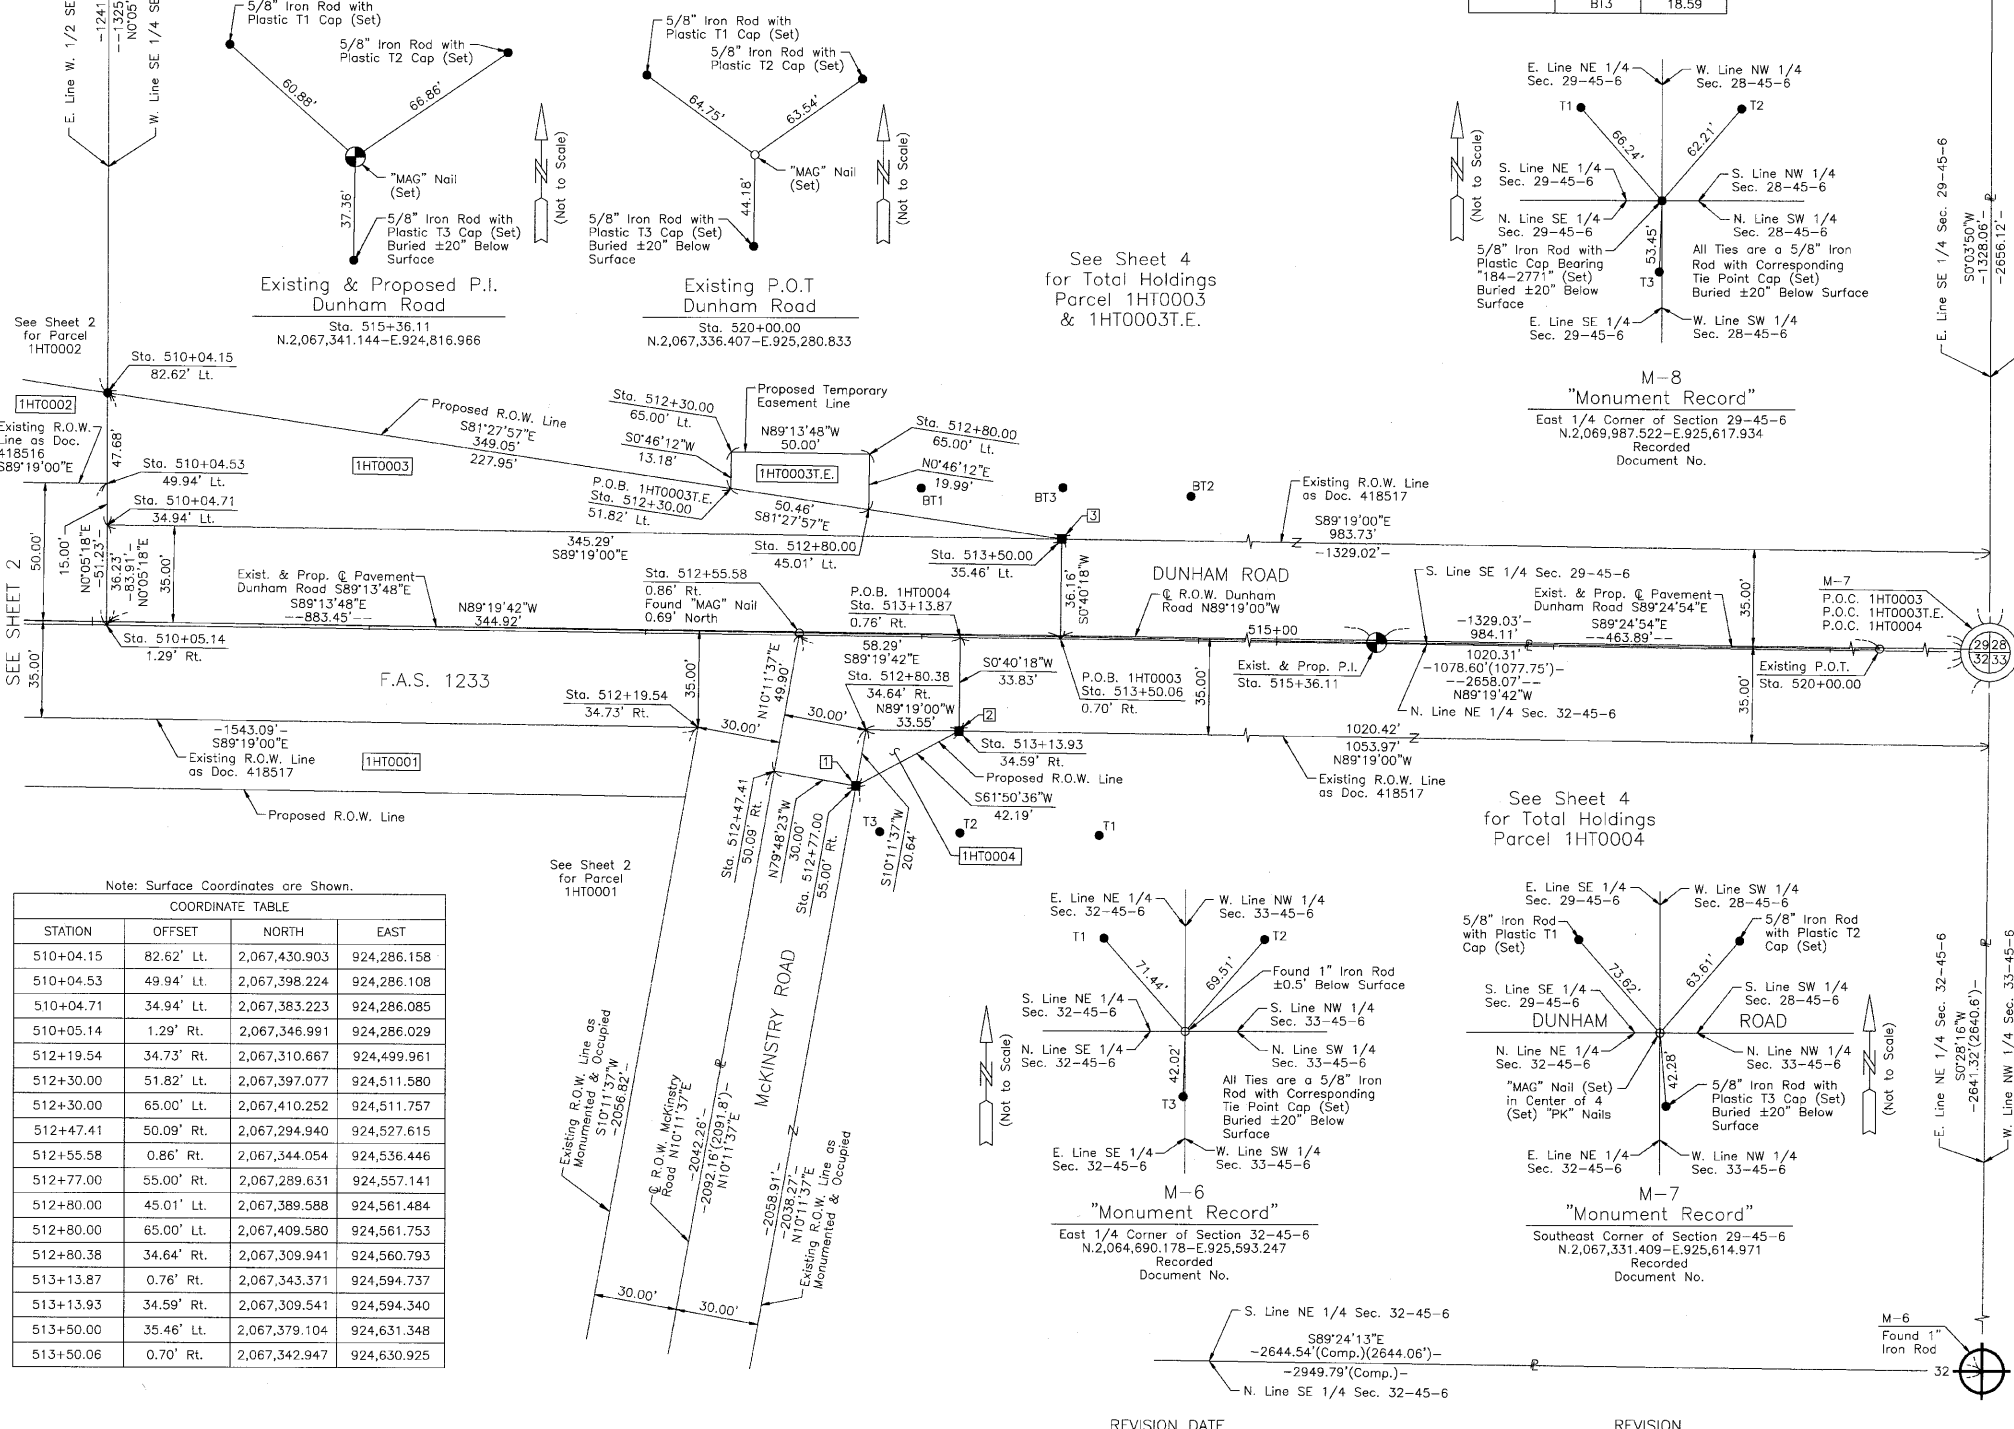 E. Line W. 1/2 SE
-1241
--1325
N0°05'
W. Line SE 1/4 SE
5/8" Iron Rod with
Plastic T1 Cap (Set)
5/8" Iron Rod with
Plastic T2 Cap (Set)
60.88'
66.86'
"MAG" Nail
(Set)
37.36'
5/8" Iron Rod with
Plastic T3 Cap (Set)
Buried ±20" Below
Surface
N
(Not to Scale)
Existing & Proposed P.I.
Dunham Road
Sta. 515+36.11
N.2,067,341.144-E.924,816.966
5/8" Iron Rod with
Plastic T1 Cap (Set)
5/8" Iron Rod with
Plastic T2 Cap (Set)
64.75'
63.54'
"MAG" Nail
(Set)
44.18'
5/8" Iron Rod with
Plastic T3 Cap (Set)
Buried ±20" Below
Surface
N
(Not to Scale)
Existing P.O.T
Dunham Road
Sta. 520+00.00
N.2,067,336.407-E.925,280.833
See Sheet 4
for Total Holdings
Parcel 1HT0003
& 1HT0003T.E.
BT3 18.59
E. Line NE 1/4
Sec. 29-45-6
W. Line NW 1/4
Sec. 28-45-6
T1
T2
66.24'
62.21'
S. Line NE 1/4
Sec. 29-45-6
S. Line NW 1/4
Sec. 28-45-6
N. Line SE 1/4
Sec. 29-45-6
N. Line SW 1/4
Sec. 28-45-6
5/8" Iron Rod with
Plastic Cap Bearing
"184-2771" (Set)
Buried ±20" Below
Surface
53.45'
T3
All Ties are a 5/8" Iron
Rod with Corresponding
Tie Point Cap (Set)
Buried ±20" Below Surface
E. Line SE 1/4
Sec. 29-45-6
W. Line SW 1/4
Sec. 28-45-6
N
(Not to Scale)
M-8
"Monument Record"
East 1/4 Corner of Section 29-45-6
N.2,069,987.522-E.925,617.934
Recorded
Document No.
E. Line SE 1/4 Sec. 29-45-6
S0°03'50"W
-1328.06'-
-2656.12'-
See Sheet 2
for Parcel
1HT0002
Sta. 510+04.15
82.62' Lt.
1HT0002
Existing R.O.W.
Line as Doc.
418516
S89°19'00"E
47.68'
Sta. 510+04.53
49.94' Lt.
Sta. 510+04.71
34.94' Lt.
1HT0003
Proposed R.O.W. Line
S81°27'57"E
349.05'
227.95'
Sta. 512+30.00
65.00' Lt.
S0°46'12"W
13.18'
P.O.B. 1HT0003T.E.
Sta. 512+30.00
51.82' Lt.
Proposed Temporary
Easement Line
N89°13'48"W
50.00'
1HT0003T.E.
50.46'
S81°27'57"E
Sta. 512+80.00
65.00' Lt.
N0°46'12"E
19.99'
BT1
BT3
BT2
3
Sta. 512+80.00
45.01' Lt.
Sta. 513+50.00
35.46' Lt.
Existing R.O.W. Line
as Doc. 418517
S89°19'00"E
983.73'
-1329.02'-
SEE SHEET 2
50.00'
15.00'
N0°05'18"E
-51.23'-
36.23'
-83.91'-
N0°05'18"E
35.00'
35.00'
345.29'
S89°19'00"E
Exist. & Prop. ℄ Pavement
Dunham Road S89°13'48"E
S89°13'48"E
--883.45'--
N89°19'42"W
344.92'
Sta. 510+05.14
1.29' Rt.
Sta. 512+55.58
0.86' Rt.
Found "MAG" Nail
0.69' North
P.O.B. 1HT0004
Sta. 513+13.87
0.76' Rt.
36.16'
S0°40'18"W
DUNHAM ROAD
℄ R.O.W. Dunham
Road N89°19'00"W
515+00
S. Line SE 1/4 Sec. 29-45-6
-1329.03'-
984.11'
1020.31'
-1078.60'(1077.75')-
--2658.07'--
N89°19'42"W
N. Line NE 1/4 Sec. 32-45-6
Exist. & Prop. ℄ Pavement
Dunham Road S89°24'54"E
S89°24'54"E
--463.89'--
35.00'
M-7
P.O.C. 1HT0003
P.O.C. 1HT0003T.E.
P.O.C. 1HT0004
29 28
32 33
Existing P.O.T.
Sta. 520+00.00
35.00'
Exist. & Prop. P.I.
Sta. 515+36.11
35.00'
P.O.B. 1HT0003
Sta. 513+50.06
0.70' Rt.
F.A.S. 1233
Sta. 512+19.54
34.73' Rt.
35.00'
N10°11'37"E
49.90'
58.29'
S89°19'42"E
Sta. 512+80.38
34.64' Rt.
N89°19'00"W
33.55'
S0°40'18"W
33.83'
30.00'
30.00'
2
Sta. 513+13.93
34.59' Rt.
Proposed R.O.W. Line
S61°50'36"W
42.19'
1
-1543.09'-
S89°19'00"E
Existing R.O.W. Line
as Doc. 418517
1HT0001
Proposed R.O.W. Line
1020.42'
1053.97'
N89°19'00"W
Existing R.O.W. Line
as Doc. 418517
Sta. 512+47.41
50.09' Rt.
N79°48'23"W
30.00'
Sta. 512+77.00
55.00' Rt.
S10°11'37"W
20.64'
T3
T2
T1
1HT0004
See Sheet 2
for Parcel
1HT0001
See Sheet 4
for Total Holdings
Parcel 1HT0004
Note: Surface Coordinates are Shown.
COORDINATE TABLE
STATION OFFSET NORTH EAST
510+04.15 82.62' Lt. 2,067,430.903 924,286.158
510+04.53 49.94' Lt. 2,067,398.224 924,286.108
510+04.71 34.94' Lt. 2,067,383.223 924,286.085
510+05.14 1.29' Rt. 2,067,346.991 924,286.029
512+19.54 34.73' Rt. 2,067,310.667 924,499.961
512+30.00 51.82' Lt. 2,067,397.077 924,511.580
512+30.00 65.00' Lt. 2,067,410.252 924,511.757
512+47.41 50.09' Rt. 2,067,294.940 924,527.615
512+55.58 0.86' Rt. 2,067,344.054 924,536.446
512+77.00 55.00' Rt. 2,067,289.631 924,557.141
512+80.00 45.01' Lt. 2,067,389.588 924,561.484
512+80.00 65.00' Lt. 2,067,409.580 924,561.753
512+80.38 34.64' Rt. 2,067,309.941 924,560.793
513+13.87 0.76' Rt. 2,067,343.371 924,594.737
513+13.93 34.59' Rt. 2,067,309.541 924,594.340
513+50.00 35.46' Lt. 2,067,379.104 924,631.348
513+50.06 0.70' Rt. 2,067,342.947 924,630.925
Existing R.O.W. Line as
Monumented & Occupied
S10°11'37"W
-2056.82'-
℄ R.O.W. McKinstry
Road N10°11'37"E
-2042.26'-
-2092.16'(2091.8')-
N10°11'37"E
McKINSTRY ROAD
-2058.91'-
-2038.27'-
N10°11'37"E
Existing R.O.W. Line as
Monumented & Occupied
30.00'
30.00'
E. Line NE 1/4
Sec. 32-45-6
W. Line NW 1/4
Sec. 33-45-6
T1
T2
71.44'
69.51'
Found 1" Iron Rod
±0.5' Below Surface
S. Line NE 1/4
Sec. 32-45-6
S. Line NW 1/4
Sec. 33-45-6
N. Line SE 1/4
Sec. 32-45-6
N. Line SW 1/4
Sec. 33-45-6
42.02'
T3
All Ties are a 5/8" Iron
Rod with Corresponding
Tie Point Cap (Set)
Buried ±20" Below
Surface
E. Line SE 1/4
Sec. 32-45-6
W. Line SW 1/4
Sec. 33-45-6
N
(Not to Scale)
M-6
"Monument Record"
East 1/4 Corner of Section 32-45-6
N.2,064,690.178-E.925,593.247
Recorded
Document No.
E. Line SE 1/4
Sec. 29-45-6
W. Line SW 1/4
Sec. 28-45-6
5/8" Iron Rod
with Plastic T1
Cap (Set)
5/8" Iron Rod
with Plastic T2
Cap (Set)
73.62'
63.61'
S. Line SE 1/4
Sec. 29-45-6
S. Line SW 1/4
Sec. 28-45-6
DUNHAM ROAD
N. Line NE 1/4
Sec. 32-45-6
N. Line NW 1/4
Sec. 33-45-6
"MAG" Nail (Set)
in Center of 4
(Set) "PK" Nails
42.28'
5/8" Iron Rod with
Plastic T3 Cap (Set)
Buried ±20" Below
Surface
E. Line NE 1/4
Sec. 32-45-6
W. Line NW 1/4
Sec. 33-45-6
N
(Not to Scale)
M-7
"Monument Record"
Southeast Corner of Section 29-45-6
N.2,067,331.409-E.925,614.971
Recorded
Document No.
E. Line NE 1/4 Sec. 32-45-6
S0°28'16"W
-2641.32'(2640.6')-
W. Line NW 1/4 Sec. 33-45-6
S. Line NE 1/4 Sec. 32-45-6
S89°24'13"E
-2644.54'(Comp.)(2644.06')-
-2949.79'(Comp.)-
N. Line SE 1/4 Sec. 32-45-6
M-6
Found 1"
Iron Rod
32
REVISION DATE
REVISION